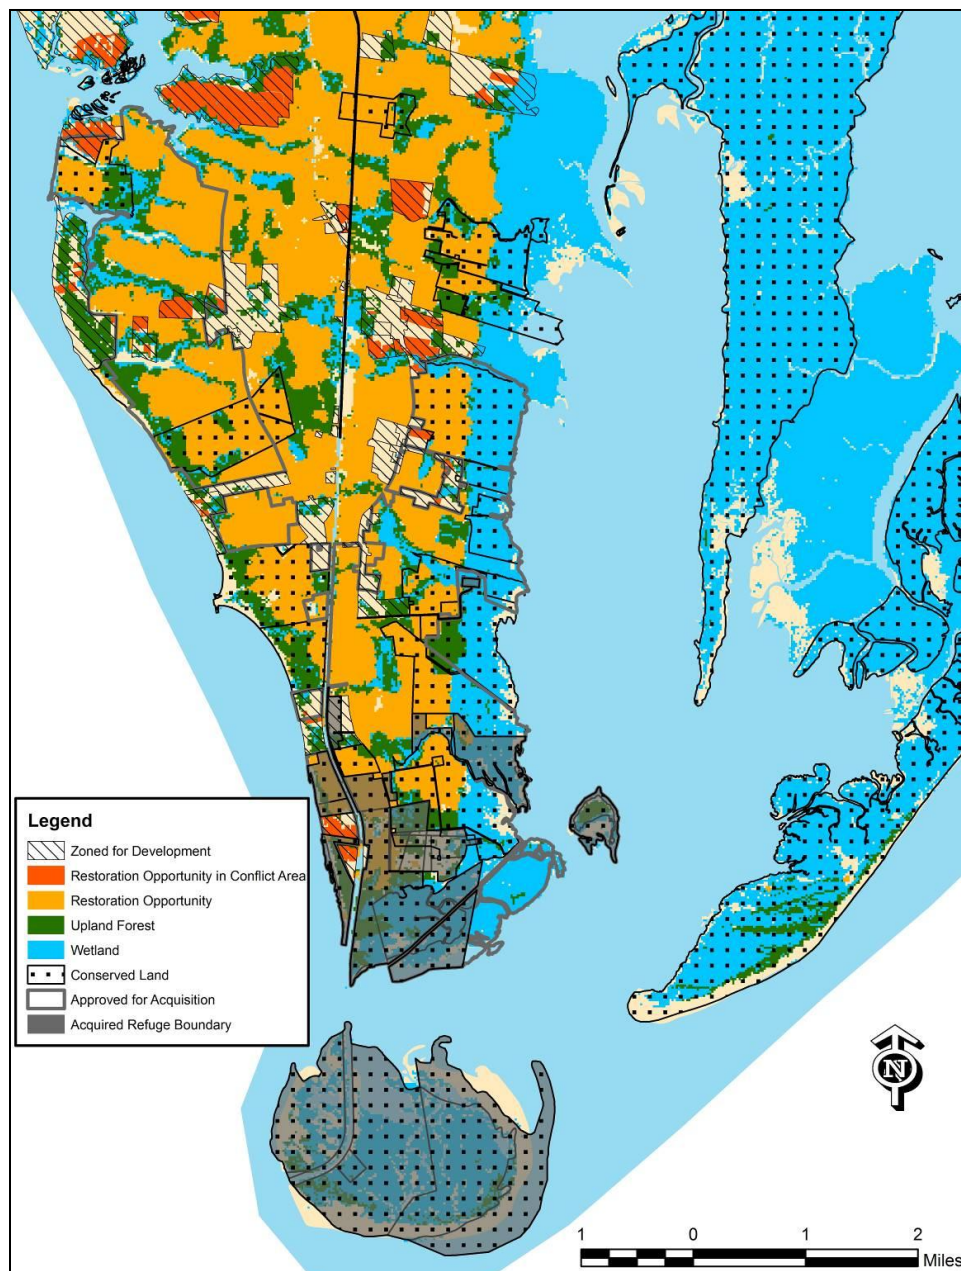 Legend
Zoned for Development
Restoration Opportunity in Conflict Area
Restoration Opportunity
Upland Forest
Wetland
Conserved Land
Approved for Acquisition
Acquired Refuge Boundary
N
1 0 1 2
Miles